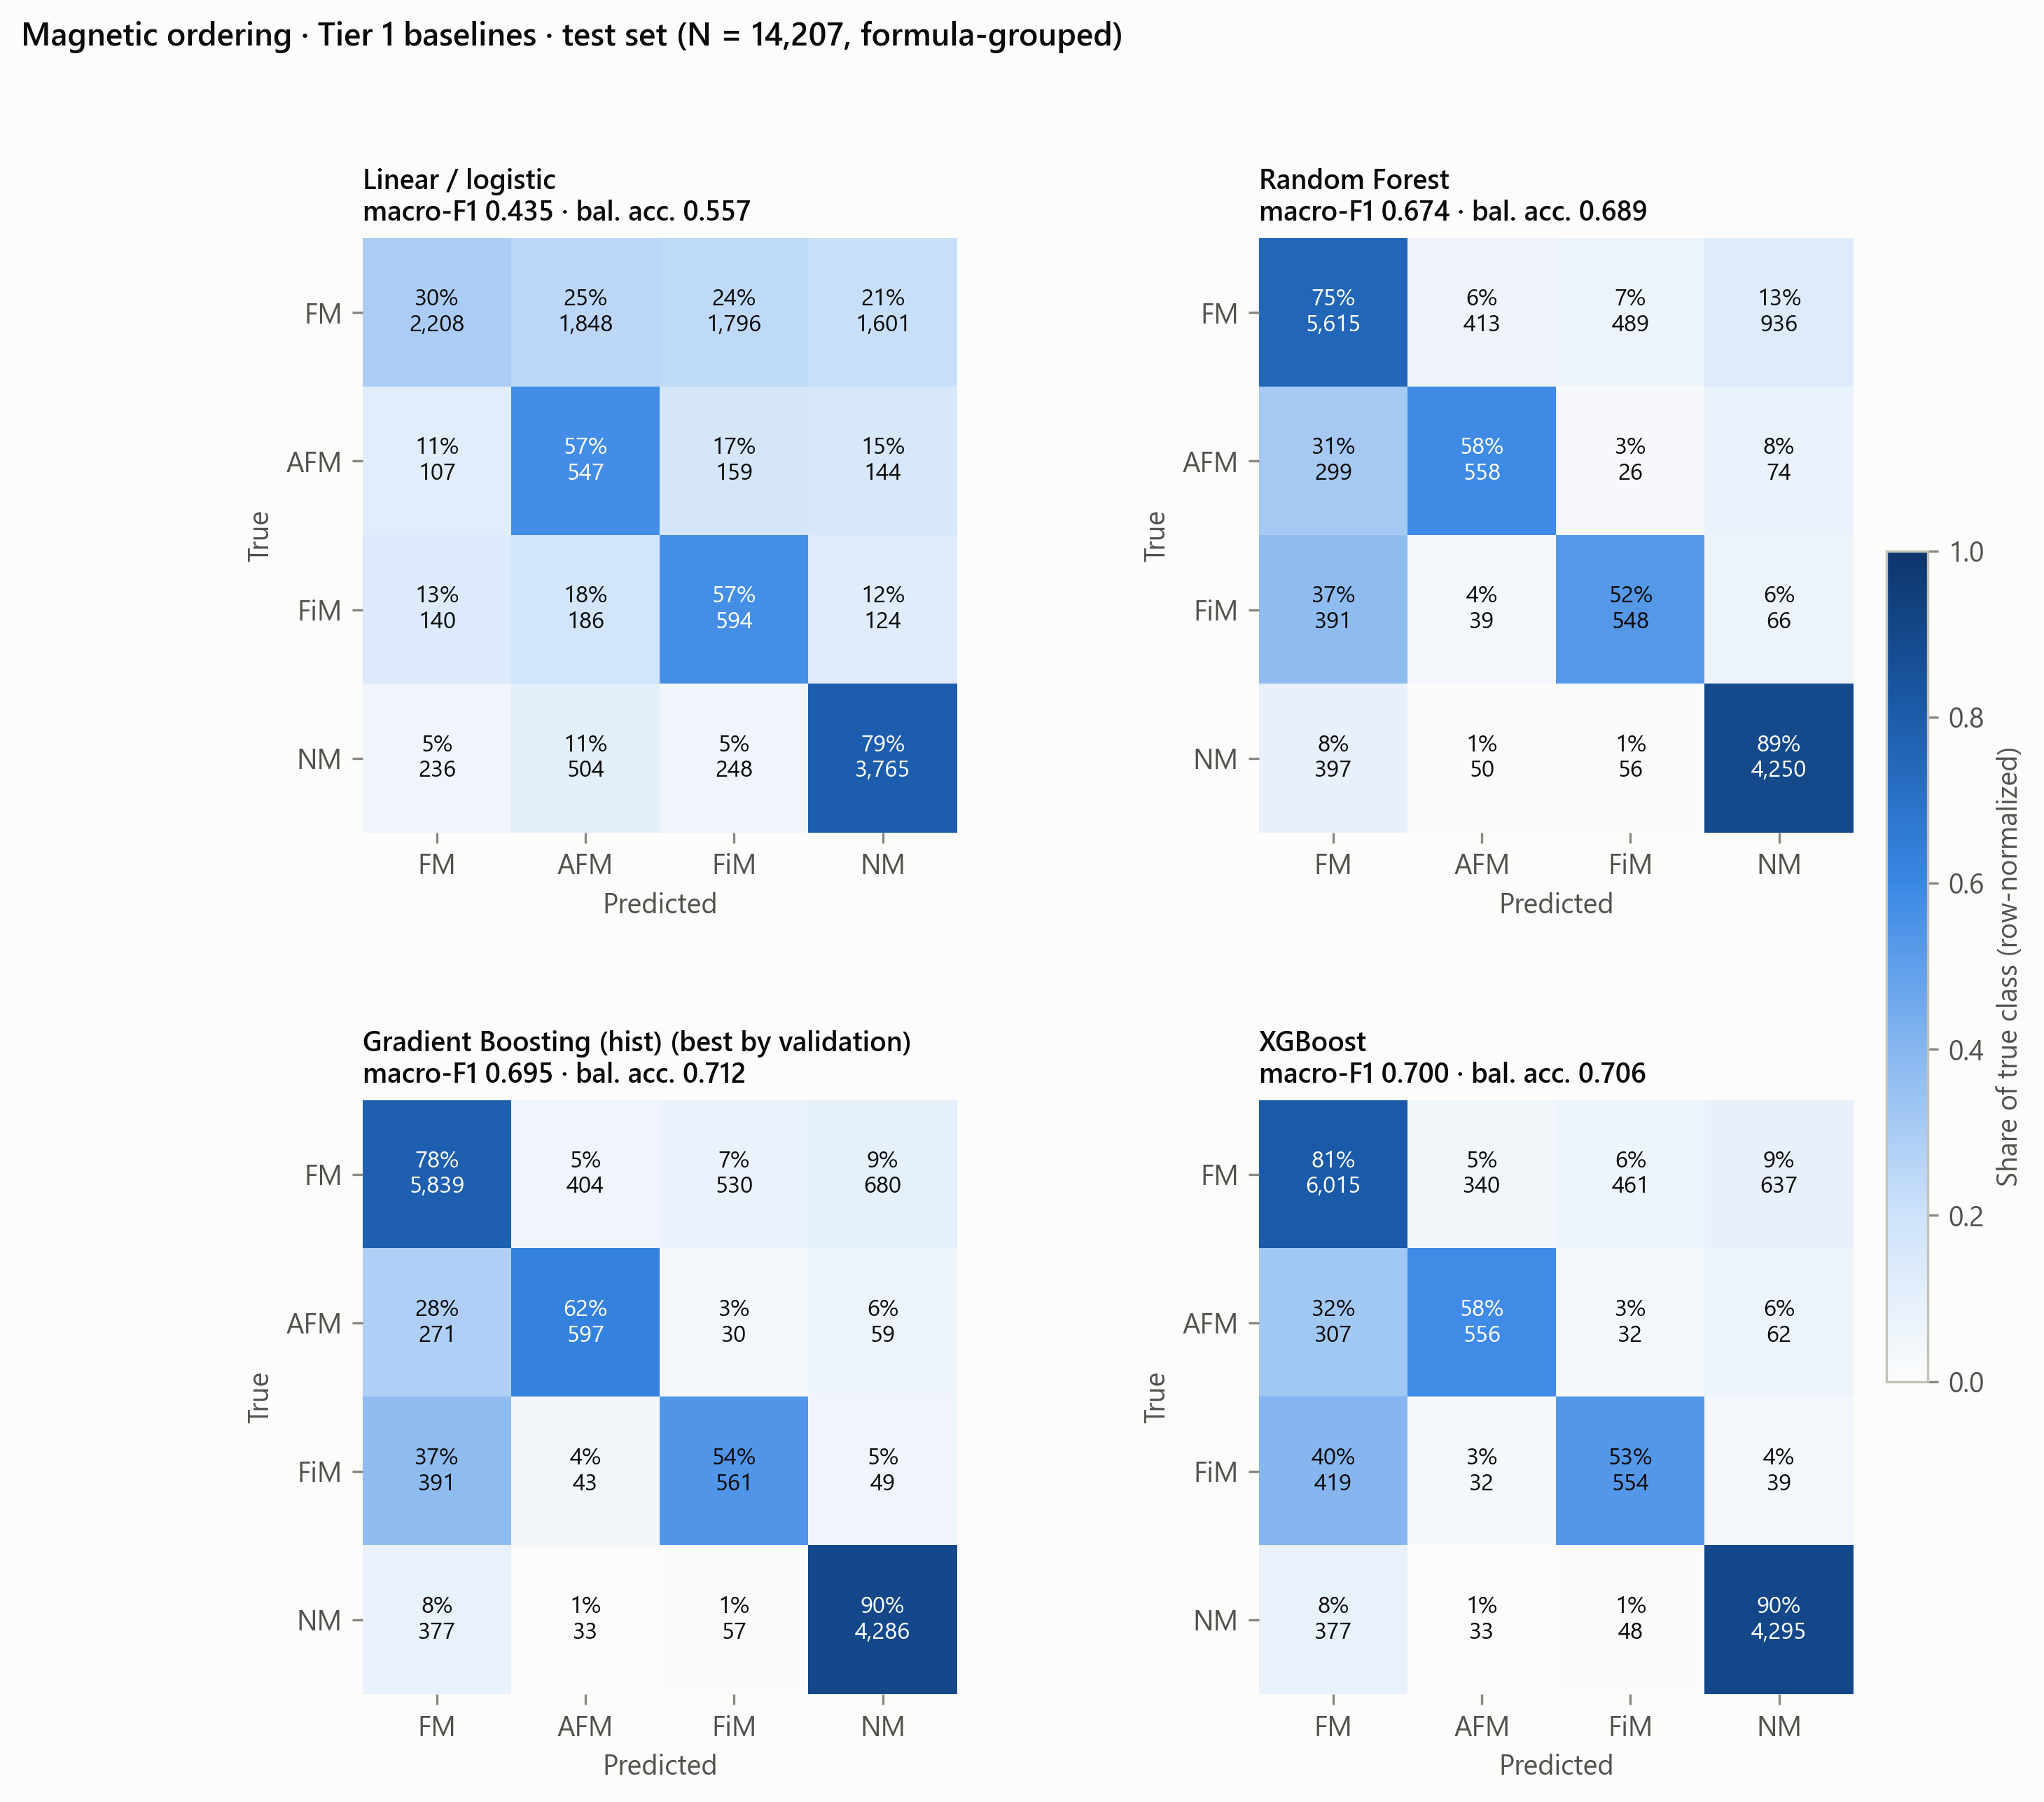 Magnetic ordering · Tier 1 baselines · test set (N = 14,207, formula-grouped)
Linear / logistic
macro-F1 0.435 · bal. acc. 0.557
True
FM
30% 25% 24% 21%
2,208 1,848 1,796 1,601
AFM
11% 57% 17% 15%
107 547 159 144
FiM
13% 18% 57% 12%
140 186 594 124
NM
5% 11% 5% 79%
236 504 248 3,765
FM AFM FiM NM
Predicted
Random Forest
macro-F1 0.674 · bal. acc. 0.689
True
FM
75% 6% 7% 13%
5,615 413 489 936
AFM
31% 58% 3% 8%
299 558 26 74
FiM
37% 4% 52% 6%
391 39 548 66
NM
8% 1% 1% 89%
397 50 56 4,250
FM AFM FiM NM
Predicted
Gradient Boosting (hist) (best by validation)
macro-F1 0.695 · bal. acc. 0.712
True
FM
78% 5% 7% 9%
5,839 404 530 680
AFM
28% 62% 3% 6%
271 597 30 59
FiM
37% 4% 54% 5%
391 43 561 49
NM
8% 1% 1% 90%
377 33 57 4,286
FM AFM FiM NM
Predicted
XGBoost
macro-F1 0.700 · bal. acc. 0.706
True
FM
81% 5% 6% 9%
6,015 340 461 637
AFM
32% 58% 3% 6%
307 556 32 62
FiM
40% 3% 53% 4%
419 32 554 39
NM
8% 1% 1% 90%
377 33 48 4,295
FM AFM FiM NM
Predicted
1.0
0.8
0.6
0.4
0.2
0.0
Share of true class (row-normalized)